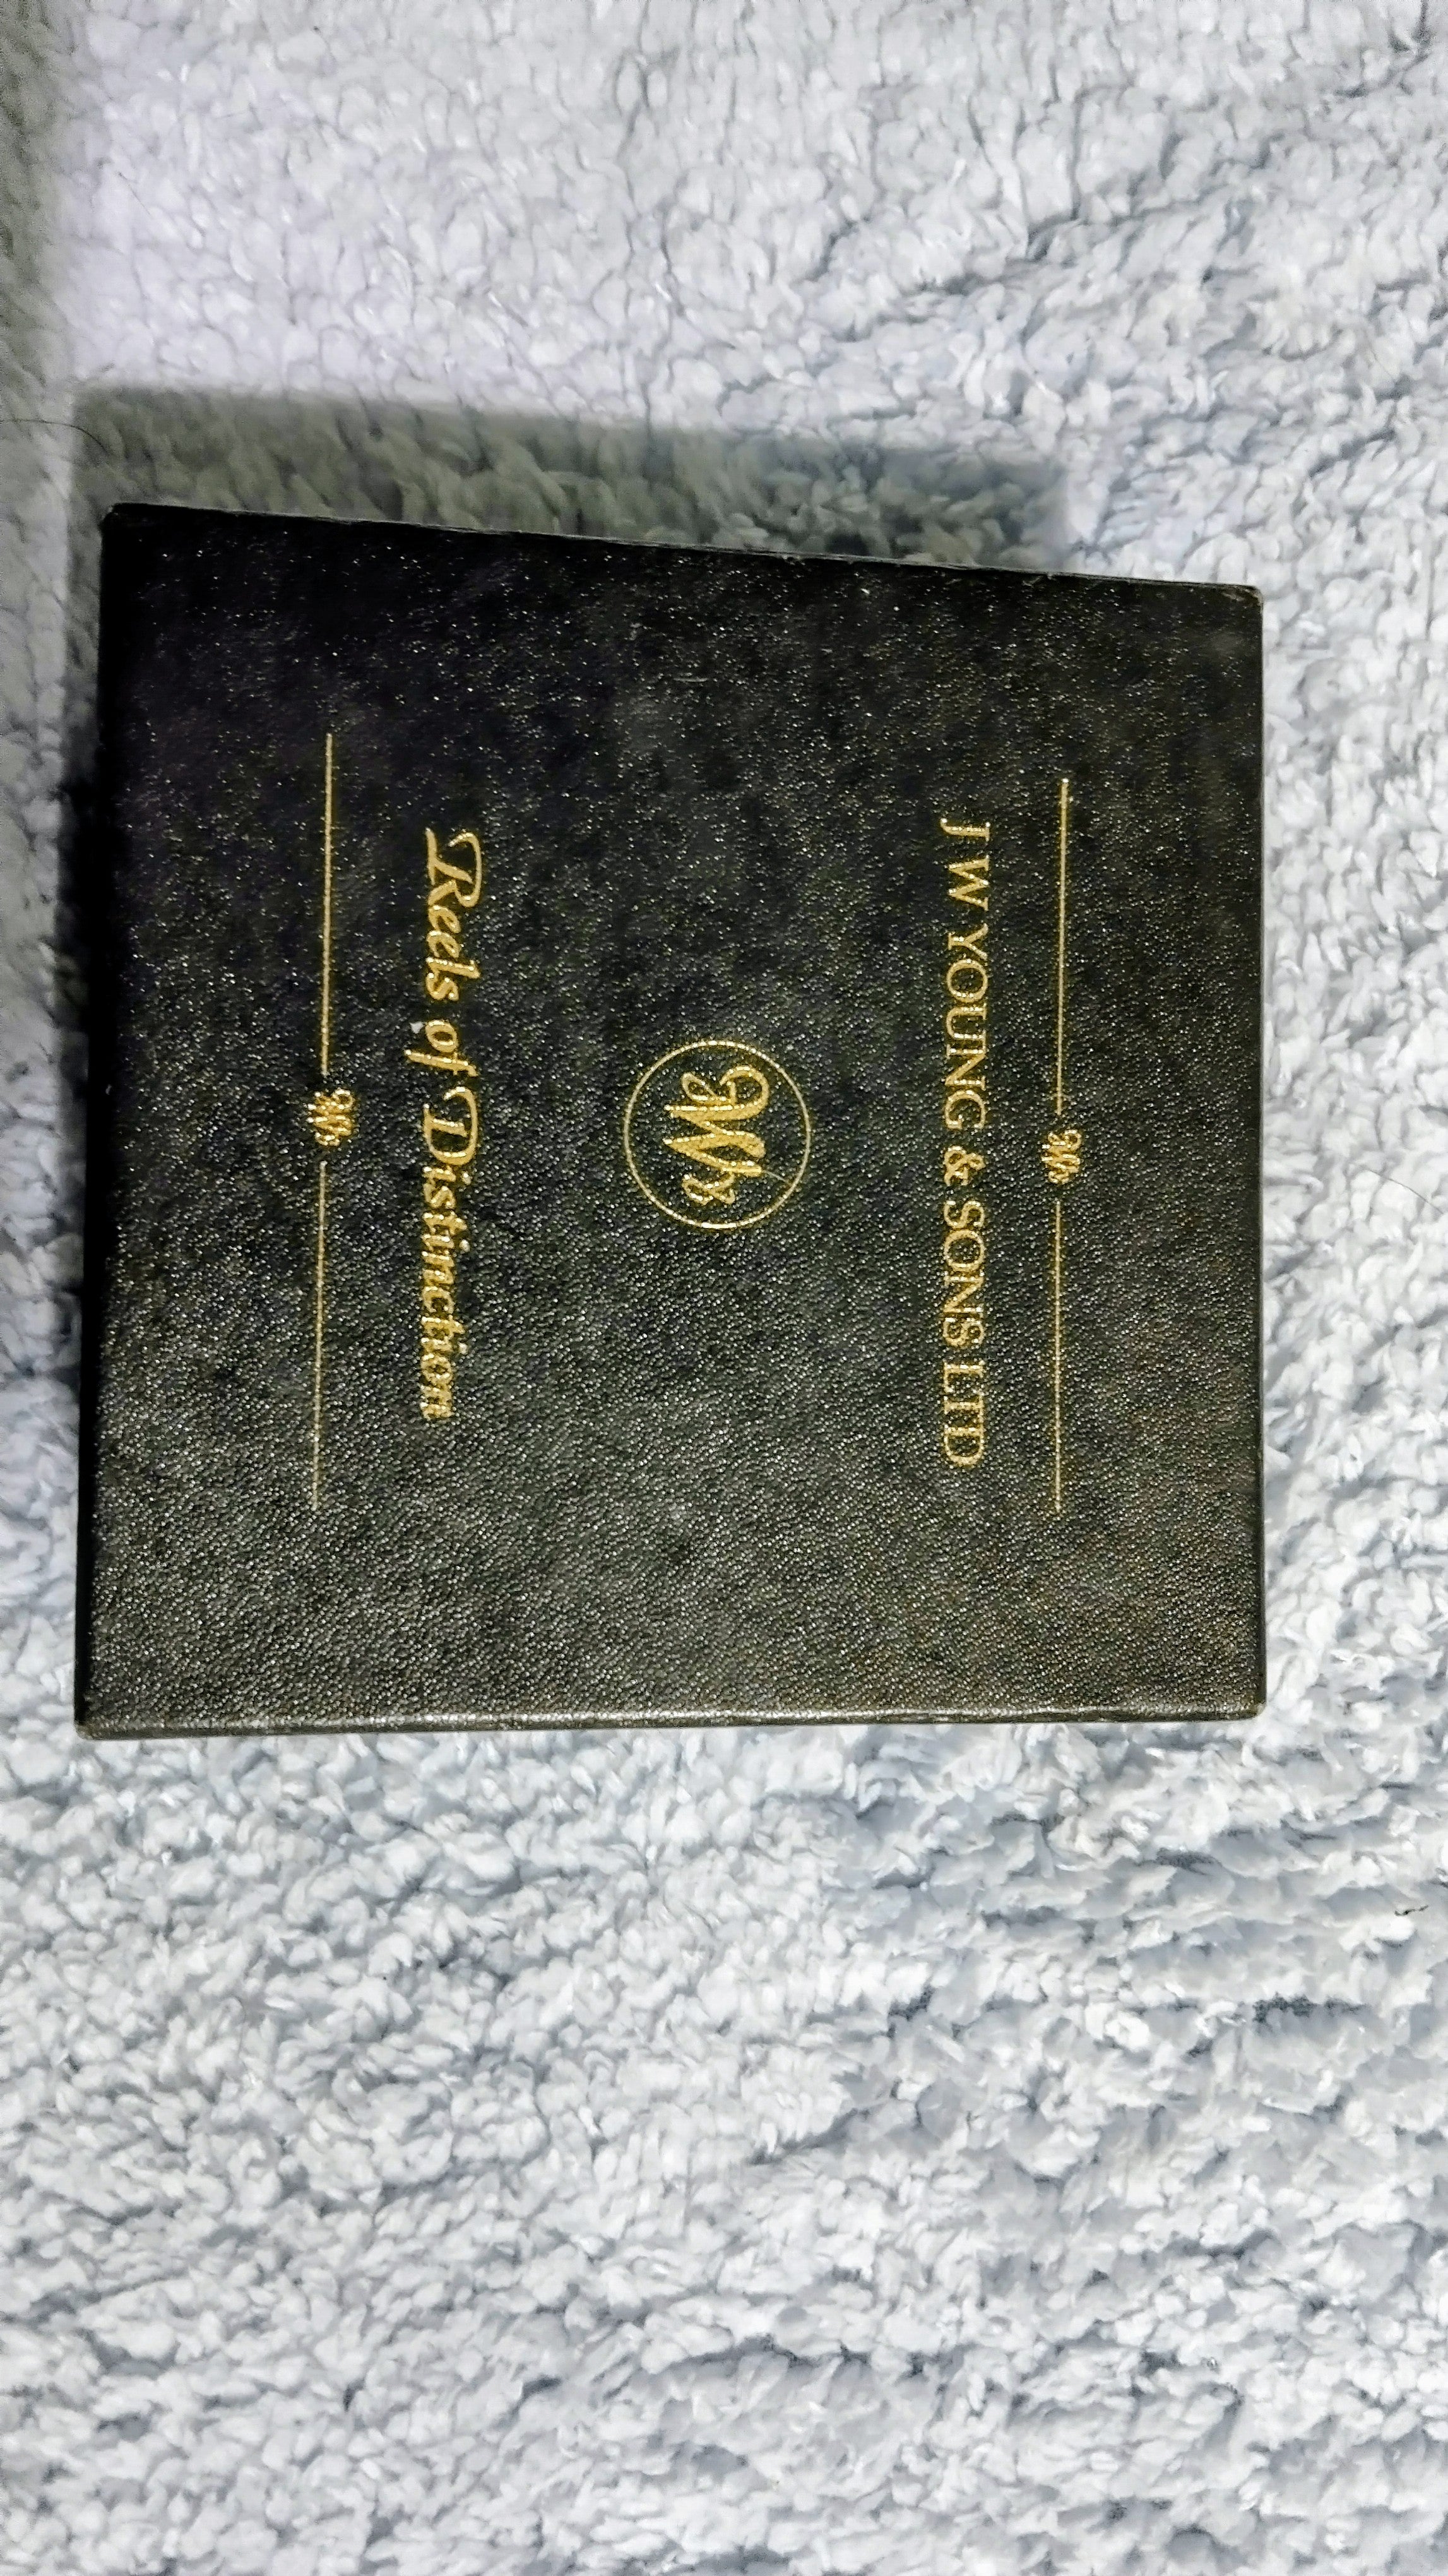 J W YOUNG & SONS LTD
Reels of Distinction